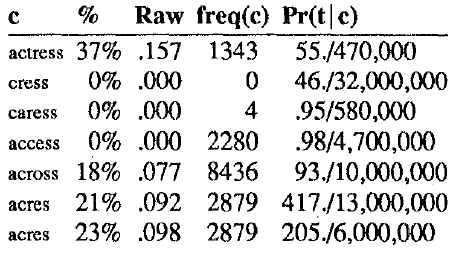 c % Raw freq(c) Pr(t|c)
actress 37% .157 1343 55./470,000
cress 0% .000 0 46./32,000,000
caress 0% .000 4 .95/580,000
access 0% .000 2280 .98/4,700,000
across 18% .077 8436 93./10,000,000
acres 21% .092 2879 417./13,000,000
acres 23% .098 2879 205./6,000,000